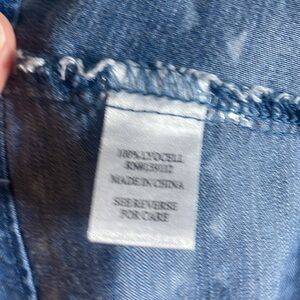 100% LYOCELL
MADE IN CHINA
SEE REVERSE
FOR CARE